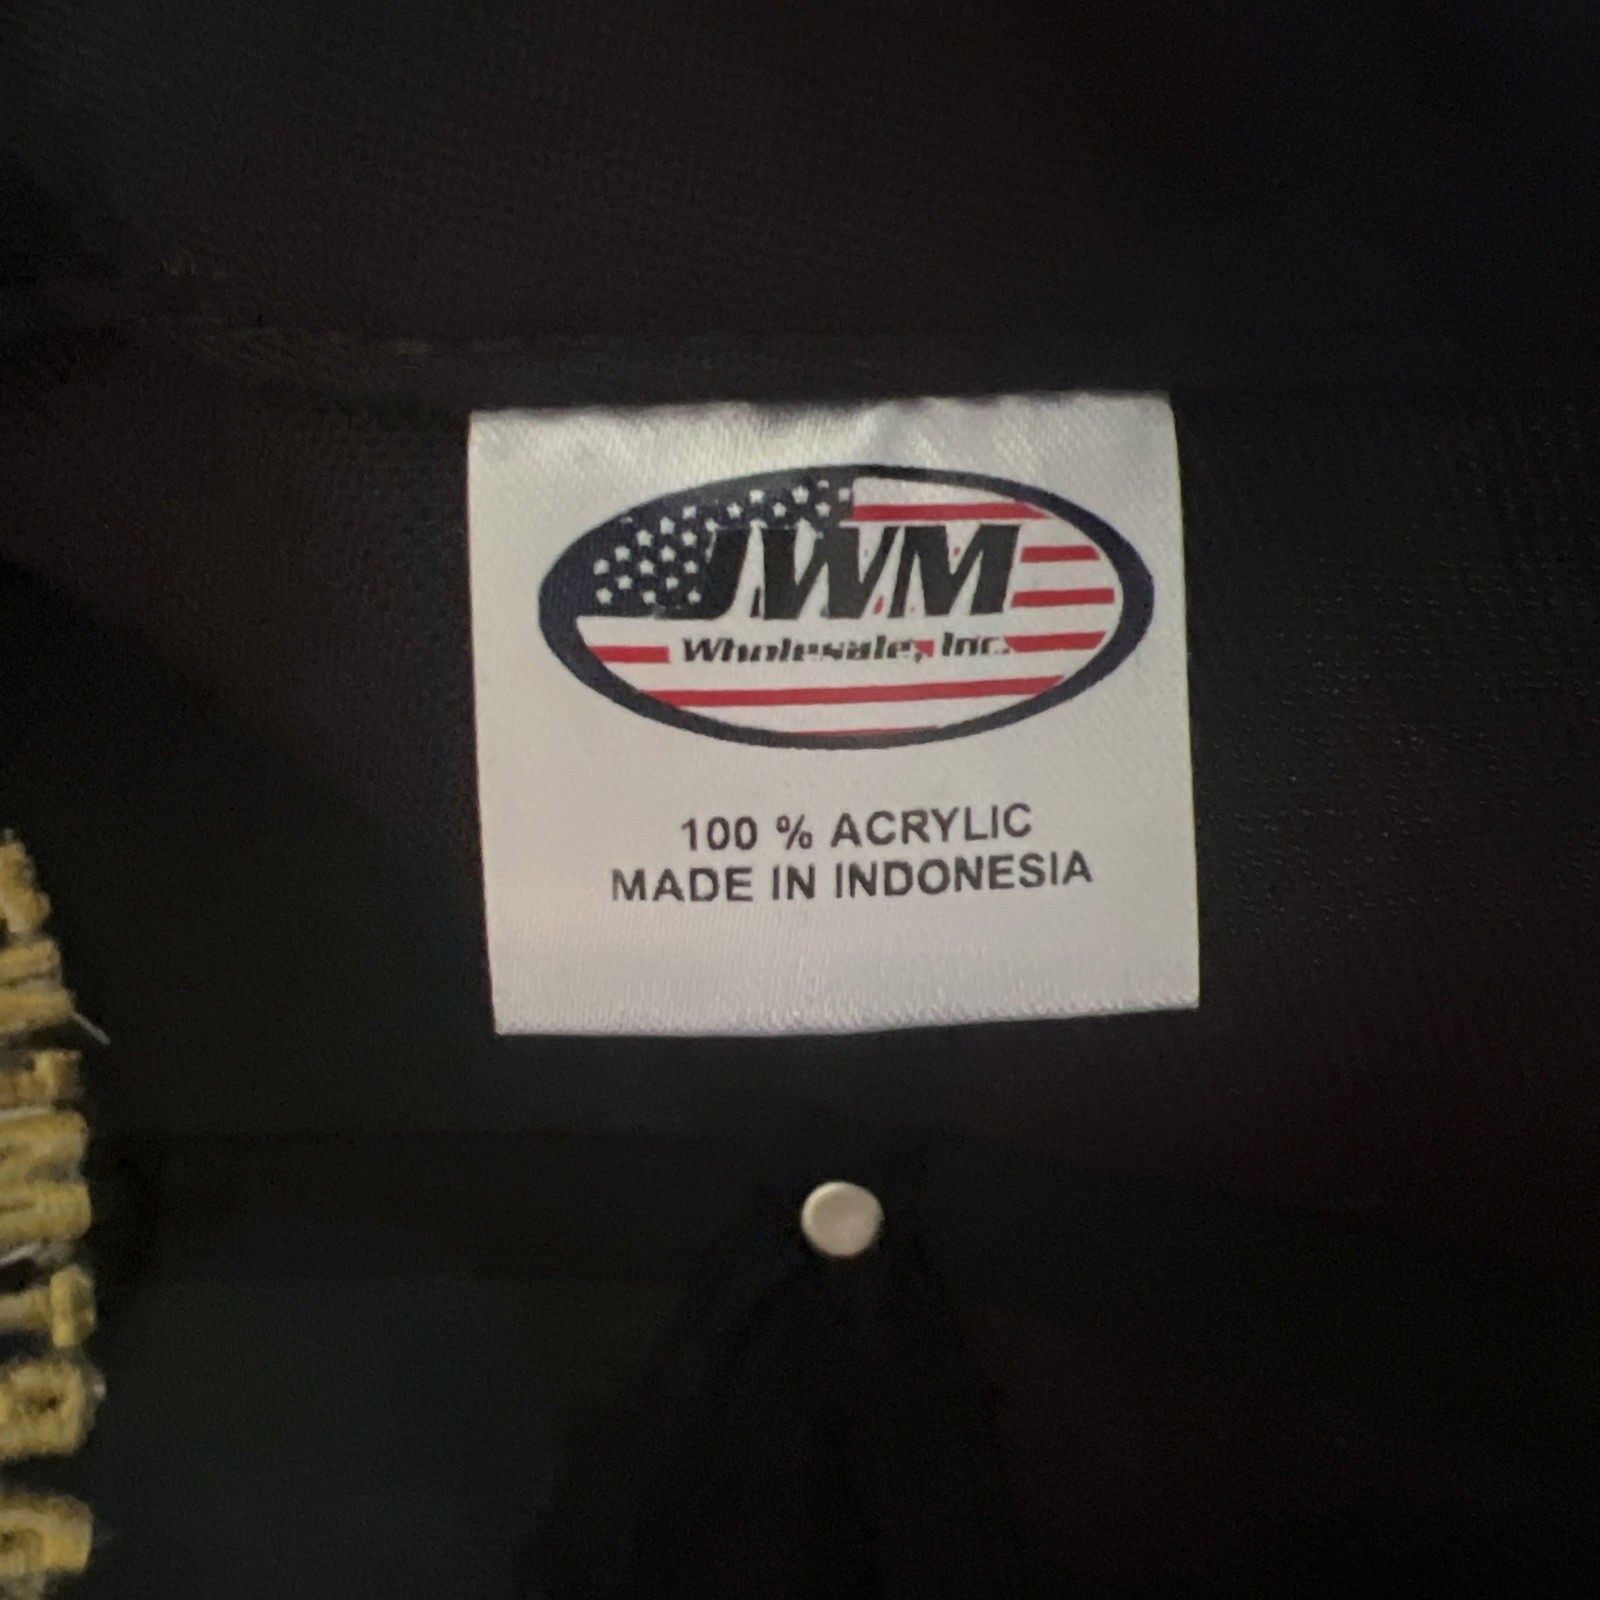 JWM
Wholesale, Inc.
100 % ACRYLIC
MADE IN INDONESIA